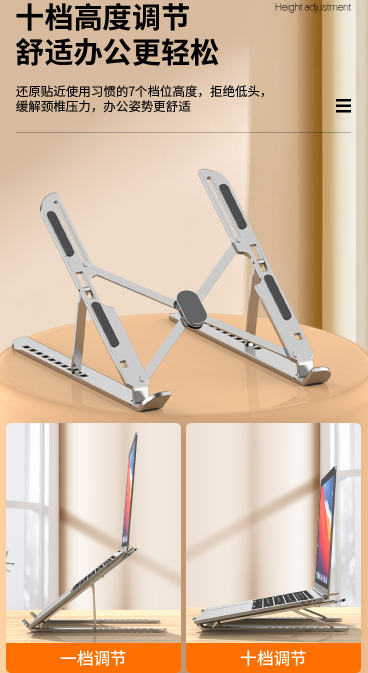 十档高度调节
Height adjustment
舒适办公更轻松
还原贴近使用习惯的7个档位高度，拒绝低头，
缓解颈椎压力，办公姿势更舒适
一档调节
十档调节